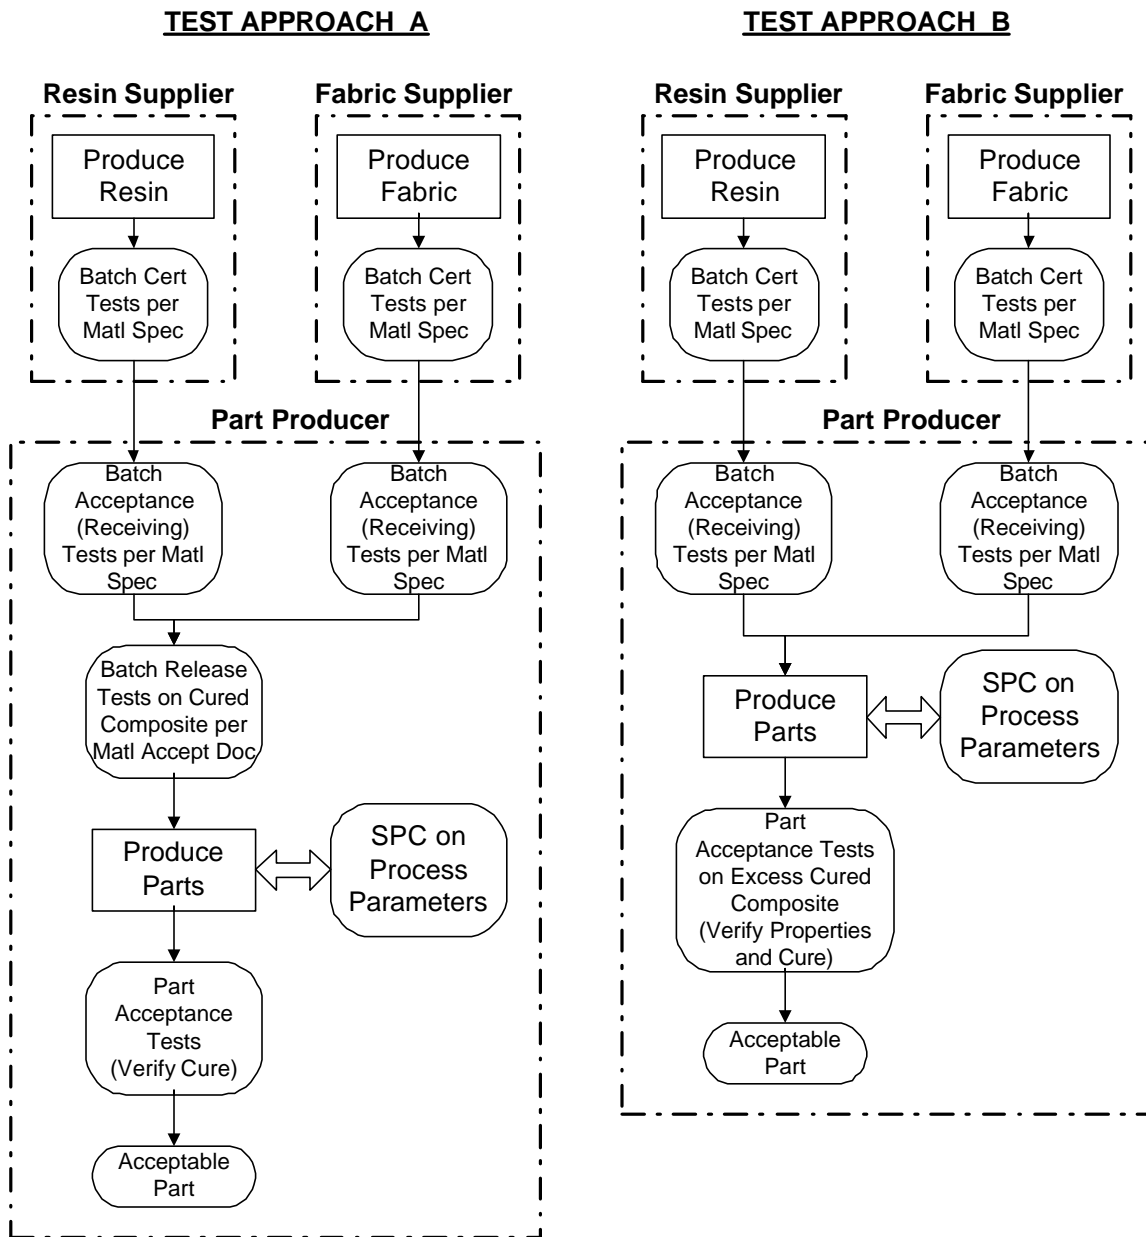 TEST APPROACH A
Resin Supplier
Fabric Supplier
Produce
Resin
Produce
Fabric
Batch Cert
Tests per
Matl Spec
Batch Cert
Tests per
Matl Spec
Part Producer
Batch
Acceptance
(Receiving)
Tests per Matl
Spec
Batch
Acceptance
(Receiving)
Tests per Matl
Spec
Batch Release
Tests on Cured
Composite per
Matl Accept Doc
Produce
Parts
SPC on
Process
Parameters
Part
Acceptance
Tests
(Verify Cure)
Acceptable
Part
TEST APPROACH B
Resin Supplier
Fabric Supplier
Produce
Resin
Produce
Fabric
Batch Cert
Tests per
Matl Spec
Batch Cert
Tests per
Matl Spec
Part Producer
Batch
Acceptance
(Receiving)
Tests per Matl
Spec
Batch
Acceptance
(Receiving)
Tests per Matl
Spec
Produce
Parts
SPC on
Process
Parameters
Part
Acceptance Tests
on Excess Cured
Composite
(Verify Properties
and Cure)
Acceptable
Part